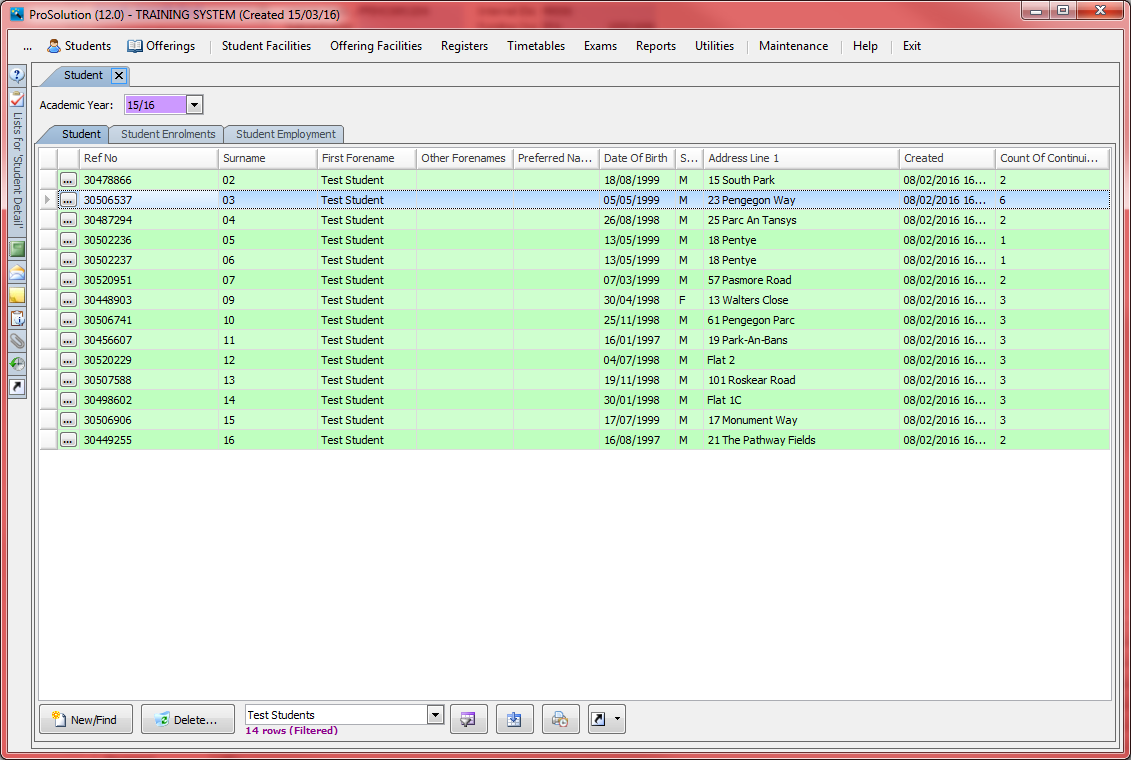 ProSolution (12.0) - TRAINING SYSTEM (Created 15/03/16)
... Students Offerings Student Facilities Offering Facilities Registers Timetables Exams Reports Utilities Maintenance Help Exit
Student
Academic Year: 15/16
Lists for 'Student Detail'
Student Student Enrolments Student Employment
Ref No Surname First Forename Other Forenames Preferred Na... Date Of Birth S... Address Line 1 Created Count Of Continui...
... 30478866 02 Test Student 18/08/1999 M 15 South Park 08/02/2016 16... 2
... 30506537 03 Test Student 05/05/1999 M 23 Pengegon Way 08/02/2016 16... 6
... 30487294 04 Test Student 26/08/1998 M 25 Parc An Tansys 08/02/2016 16... 2
... 30502236 05 Test Student 13/05/1999 M 18 Pentye 08/02/2016 16... 1
... 30502237 06 Test Student 13/05/1999 M 18 Pentye 08/02/2016 16... 1
... 30520951 07 Test Student 07/03/1999 M 57 Pasmore Road 08/02/2016 16... 2
... 30448903 09 Test Student 30/04/1998 F 13 Walters Close 08/02/2016 16... 3
... 30506741 10 Test Student 25/11/1998 M 61 Pengegon Parc 08/02/2016 16... 3
... 30456607 11 Test Student 16/01/1997 M 19 Park-An-Bans 08/02/2016 16... 3
... 30520229 12 Test Student 04/07/1998 M Flat 2 08/02/2016 16... 3
... 30507588 13 Test Student 19/11/1998 M 101 Roskear Road 08/02/2016 16... 3
... 30498602 14 Test Student 30/01/1998 M Flat 1C 08/02/2016 16... 3
... 30506906 15 Test Student 17/07/1999 M 17 Monument Way 08/02/2016 16... 3
... 30449255 16 Test Student 16/08/1997 M 21 The Pathway Fields 08/02/2016 16... 2
New/Find Delete... Test Students
14 rows (Filtered)